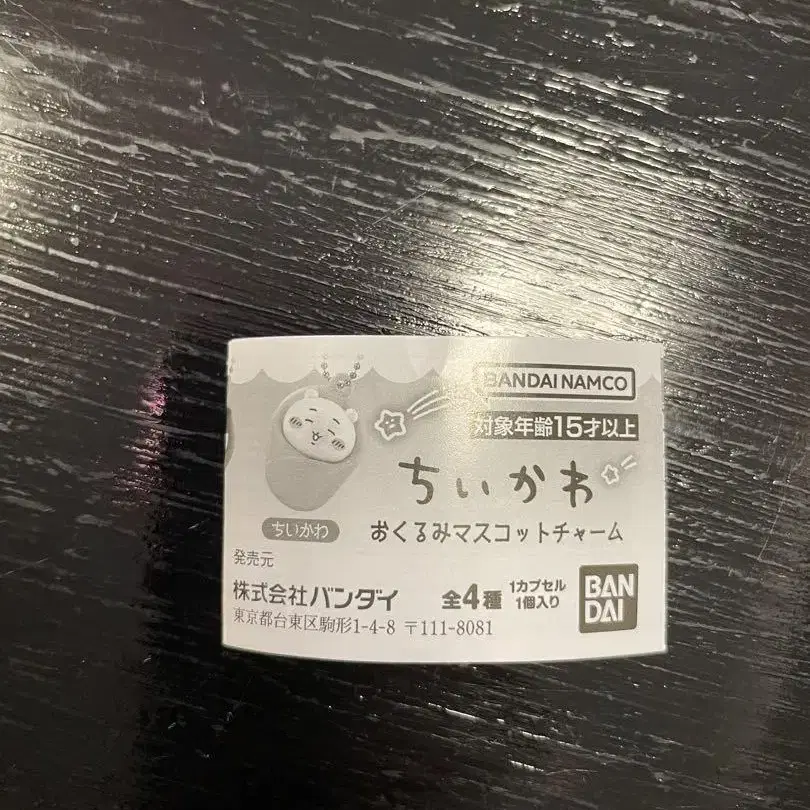 BANDAI NAMCO
対象年齢15才以上
ちいかわ
おくるみマスコットチャーム
ちいかわ
発売元
株式会社バンダイ
全4種
1カプセル
1個入り
BAN
DAI
東京都台東区駒形1-4-8 〒111-8081